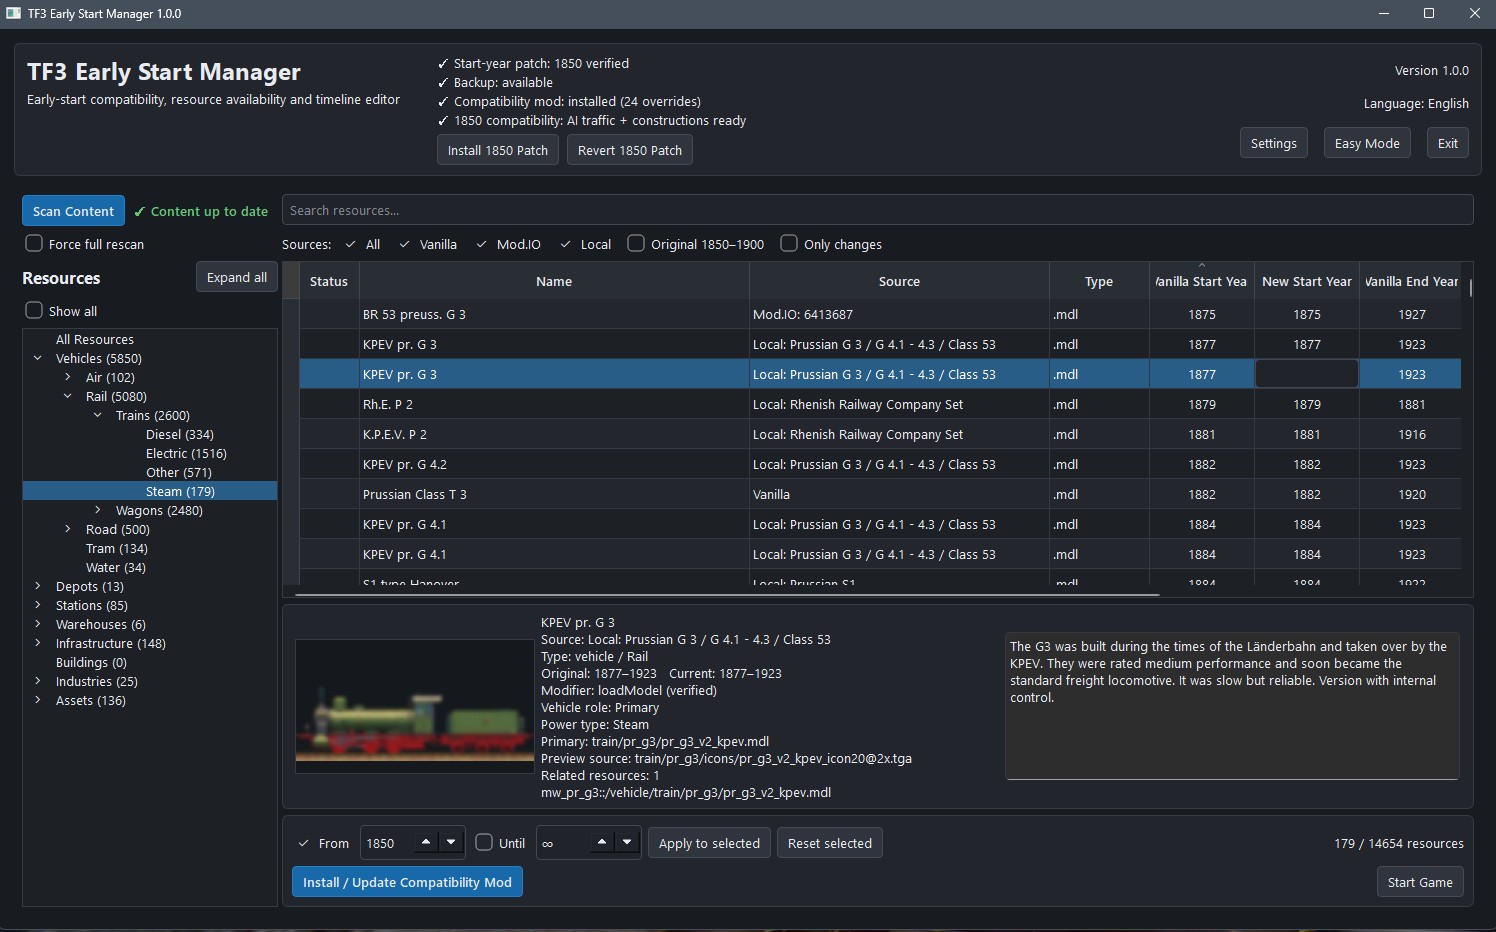 TF3 Early Start Manager 1.0.0
TF3 Early Start Manager
Early-start compatibility, resource availability and timeline editor
✓ Start-year patch: 1850 verified
✓ Backup: available
✓ Compatibility mod: installed (24 overrides)
✓ 1850 compatibility: AI traffic + constructions ready
Install 1850 Patch Revert 1850 Patch
Version 1.0.0
Language: English
Settings Easy Mode Exit
Scan Content ✓ Content up to date
Force full rescan
Resources Expand all
Show all
All Resources
Vehicles (5850)
Air (102)
Rail (5080)
Trains (2600)
Diesel (334)
Electric (1516)
Other (571)
Steam (179)
Wagons (2480)
Road (500)
Tram (134)
Water (34)
Depots (13)
Stations (85)
Warehouses (6)
Infrastructure (148)
Buildings (0)
Industries (25)
Assets (136)
Search resources...
Sources: ✓ All ✓ Vanilla ✓ Mod.IO ✓ Local Original 1850–1900 Only changes
Status Name Source Type /anilla Start Yea New Start Year Vanilla End Year
BR 53 preuss. G 3 Mod.IO: 6413687 .mdl 1875 1875 1927
KPEV pr. G 3 Local: Prussian G 3 / G 4.1 - 4.3 / Class 53 .mdl 1877 1877 1923
KPEV pr. G 3 Local: Prussian G 3 / G 4.1 - 4.3 / Class 53 .mdl 1877 1923
Rh.E. P 2 Local: Rhenish Railway Company Set .mdl 1879 1879 1881
K.P.E.V. P 2 Local: Rhenish Railway Company Set .mdl 1881 1881 1916
KPEV pr. G 4.2 Local: Prussian G 3 / G 4.1 - 4.3 / Class 53 .mdl 1882 1882 1923
Prussian Class T 3 Vanilla .mdl 1882 1882 1920
KPEV pr. G 4.1 Local: Prussian G 3 / G 4.1 - 4.3 / Class 53 .mdl 1884 1884 1923
KPEV pr. G 4.1 Local: Prussian G 3 / G 4.1 - 4.3 / Class 53 .mdl 1884 1884 1923
S1 type Hanover Local: Prussian S1 .mdl 1884 1884 1922
KPEV pr. G 3
Source: Local: Prussian G 3 / G 4.1 - 4.3 / Class 53
Type: vehicle / Rail
Original: 1877–1923 Current: 1877–1923
Modifier: loadModel (verified)
Vehicle role: Primary
Power type: Steam
Primary: train/pr_g3/pr_g3_v2_kpev.mdl
Preview source: train/pr_g3/icons/pr_g3_v2_kpev_icon20@2x.tga
Related resources: 1
mw_pr_g3::/vehicle/train/pr_g3/pr_g3_v2_kpev.mdl
The G3 was built during the times of the Länderbahn and taken over by the
KPEV. They were rated medium performance and soon became the
standard freight locomotive. It was slow but reliable. Version with internal
control.
✓ From 1850 Until ∞ Apply to selected Reset selected 179 / 14654 resources
Install / Update Compatibility Mod Start Game